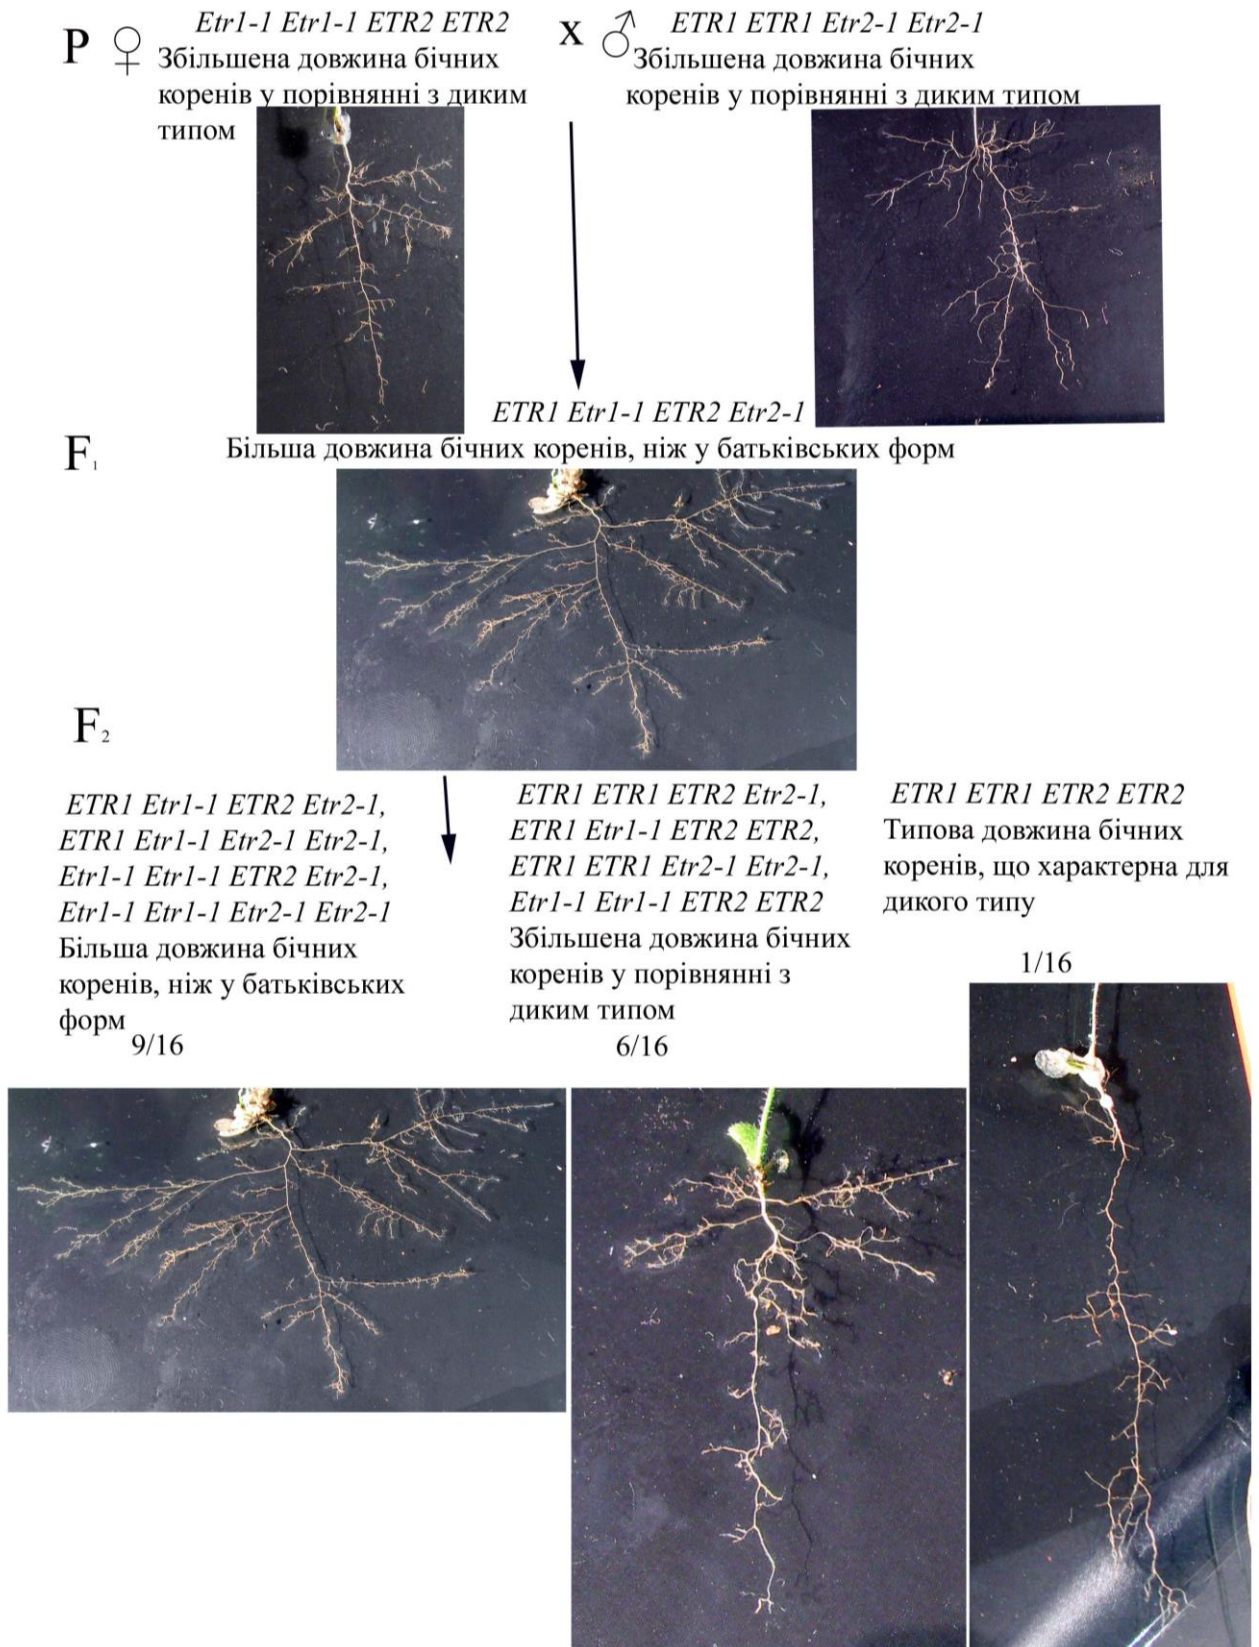 P ♀ Etr1-1 Etr1-1 ETR2 ETR2 x ♂ ETR1 ETR1 Etr2-1 Etr2-1
Збільшена довжина бічних
коренів у порівнянні з диким
типом
Збільшена довжина бічних
коренів у порівнянні з диким типом
ETR1 Etr1-1 ETR2 Etr2-1
F1 Більша довжина бічних коренів, ніж у батьківських форм
F2
ETR1 Etr1-1 ETR2 Etr2-1,
ETR1 Etr1-1 Etr2-1 Etr2-1,
Etr1-1 Etr1-1 ETR2 Etr2-1,
Etr1-1 Etr1-1 Etr2-1 Etr2-1
Більша довжина бічних
коренів, ніж у батьківських
форм
9/16
ETR1 ETR1 ETR2 Etr2-1,
ETR1 Etr1-1 ETR2 ETR2,
ETR1 ETR1 Etr2-1 Etr2-1,
Etr1-1 Etr1-1 ETR2 ETR2
Збільшена довжина бічних
коренів у порівнянні з
диким типом
6/16
ETR1 ETR1 ETR2 ETR2
Типова довжина бічних
коренів, що характерна для
дикого типу
1/16